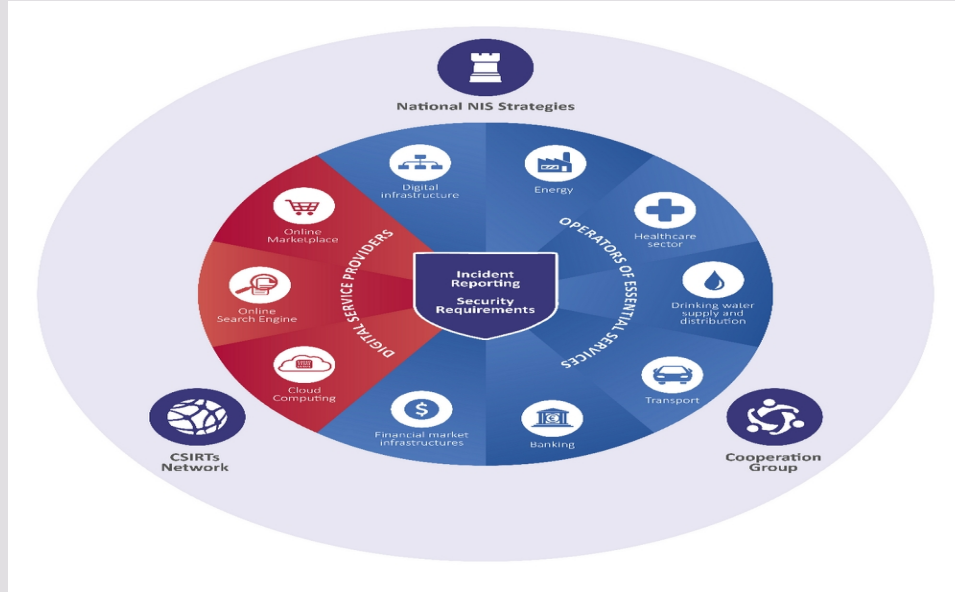 National NIS Strategies
Digital
infrastructure
Energy
Online
Marketplace
Healthcare
sector
DIGITAL SERVICE PROVIDERS
OPERATORS OF ESSENTIAL SERVICES
Incident
Reporting
Security
Requirements
Online
Search Engine
Drinking water
supply and
distribution
Cloud
Computing
Transport
Financial market
infrastructures
Banking
CSIRTs
Network
Cooperation
Group